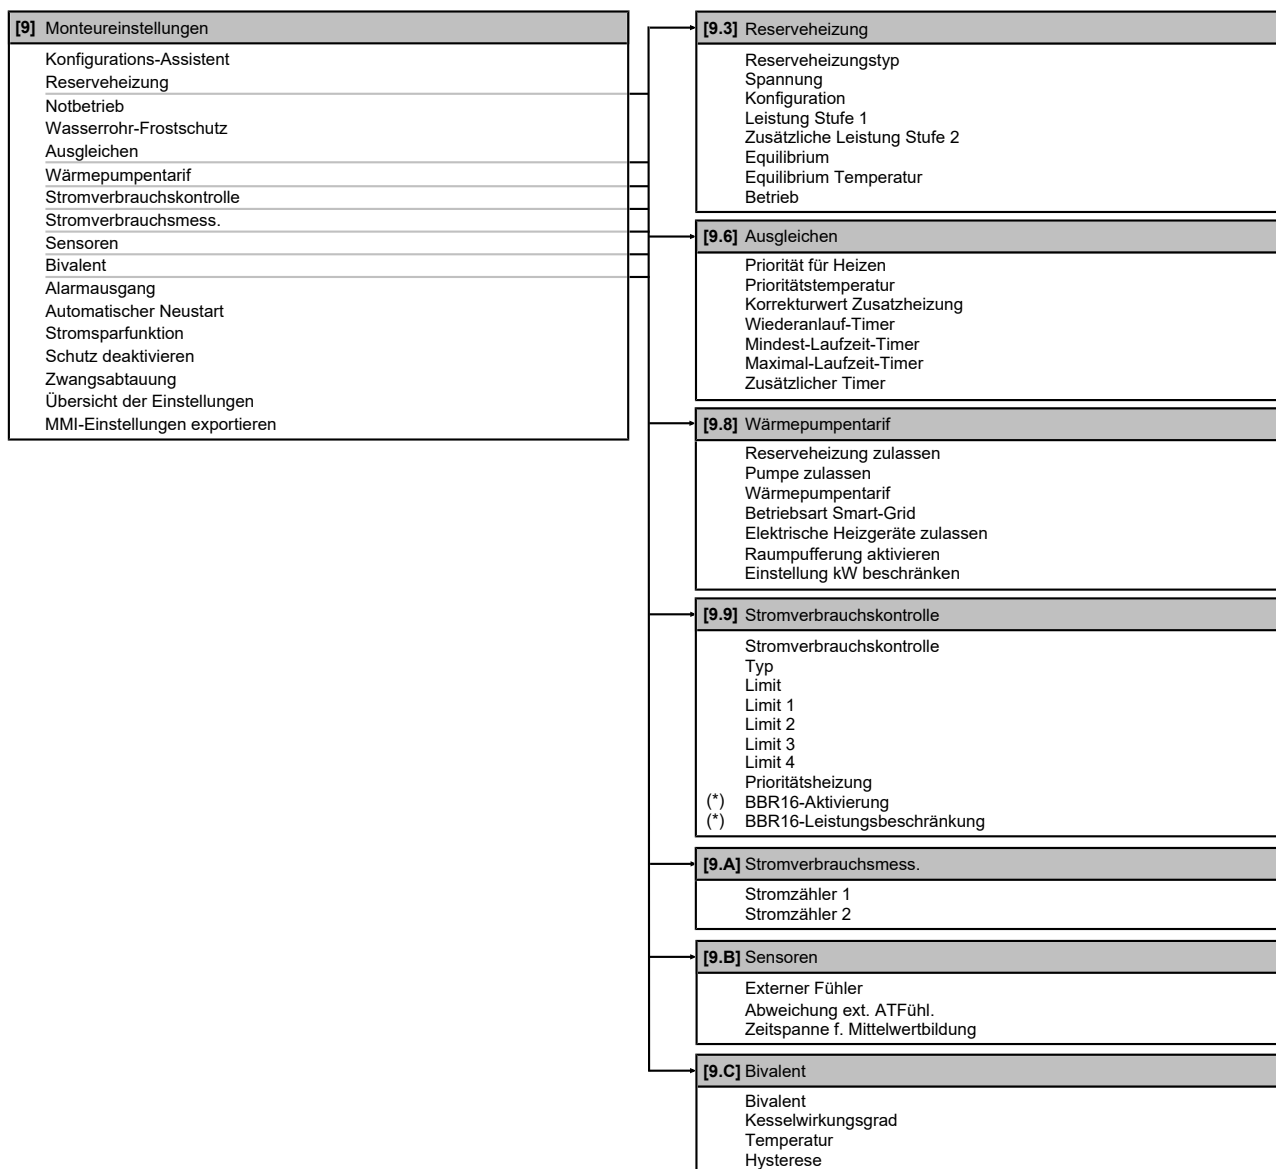 [9] Monteureinstellungen
Konfigurations-Assistent
Reserveheizung
Notbetrieb
Wasserrohr-Frostschutz
Ausgleichen
Wärmepumpentarif
Stromverbrauchskontrolle
Stromverbrauchsmess.
Sensoren
Bivalent
Alarmausgang
Automatischer Neustart
Stromsparfunktion
Schutz deaktivieren
Zwangsabtauung
Übersicht der Einstellungen
MMI-Einstellungen exportieren
[9.3] Reserveheizung
Reserveheizungstyp
Spannung
Konfiguration
Leistung Stufe 1
Zusätzliche Leistung Stufe 2
Equilibrium
Equilibrium Temperatur
Betrieb
[9.6] Ausgleichen
Priorität für Heizen
Prioritätstemperatur
Korrekturwert Zusatzheizung
Wiederanlauf-Timer
Mindest-Laufzeit-Timer
Maximal-Laufzeit-Timer
Zusätzlicher Timer
[9.8] Wärmepumpentarif
Reserveheizung zulassen
Pumpe zulassen
Wärmepumpentarif
Betriebsart Smart-Grid
Elektrische Heizgeräte zulassen
Raumpufferung aktivieren
Einstellung kW beschränken
[9.9] Stromverbrauchskontrolle
Stromverbrauchskontrolle
Typ
Limit
Limit 1
Limit 2
Limit 3
Limit 4
Prioritätsheizung
(*) BBR16-Aktivierung
(*) BBR16-Leistungsbeschränkung
[9.A] Stromverbrauchsmess.
Stromzähler 1
Stromzähler 2
[9.B] Sensoren
Externer Fühler
Abweichung ext. ATFühl.
Zeitspanne f. Mittelwertbildung
[9.C] Bivalent
Bivalent
Kesselwirkungsgrad
Temperatur
Hysterese